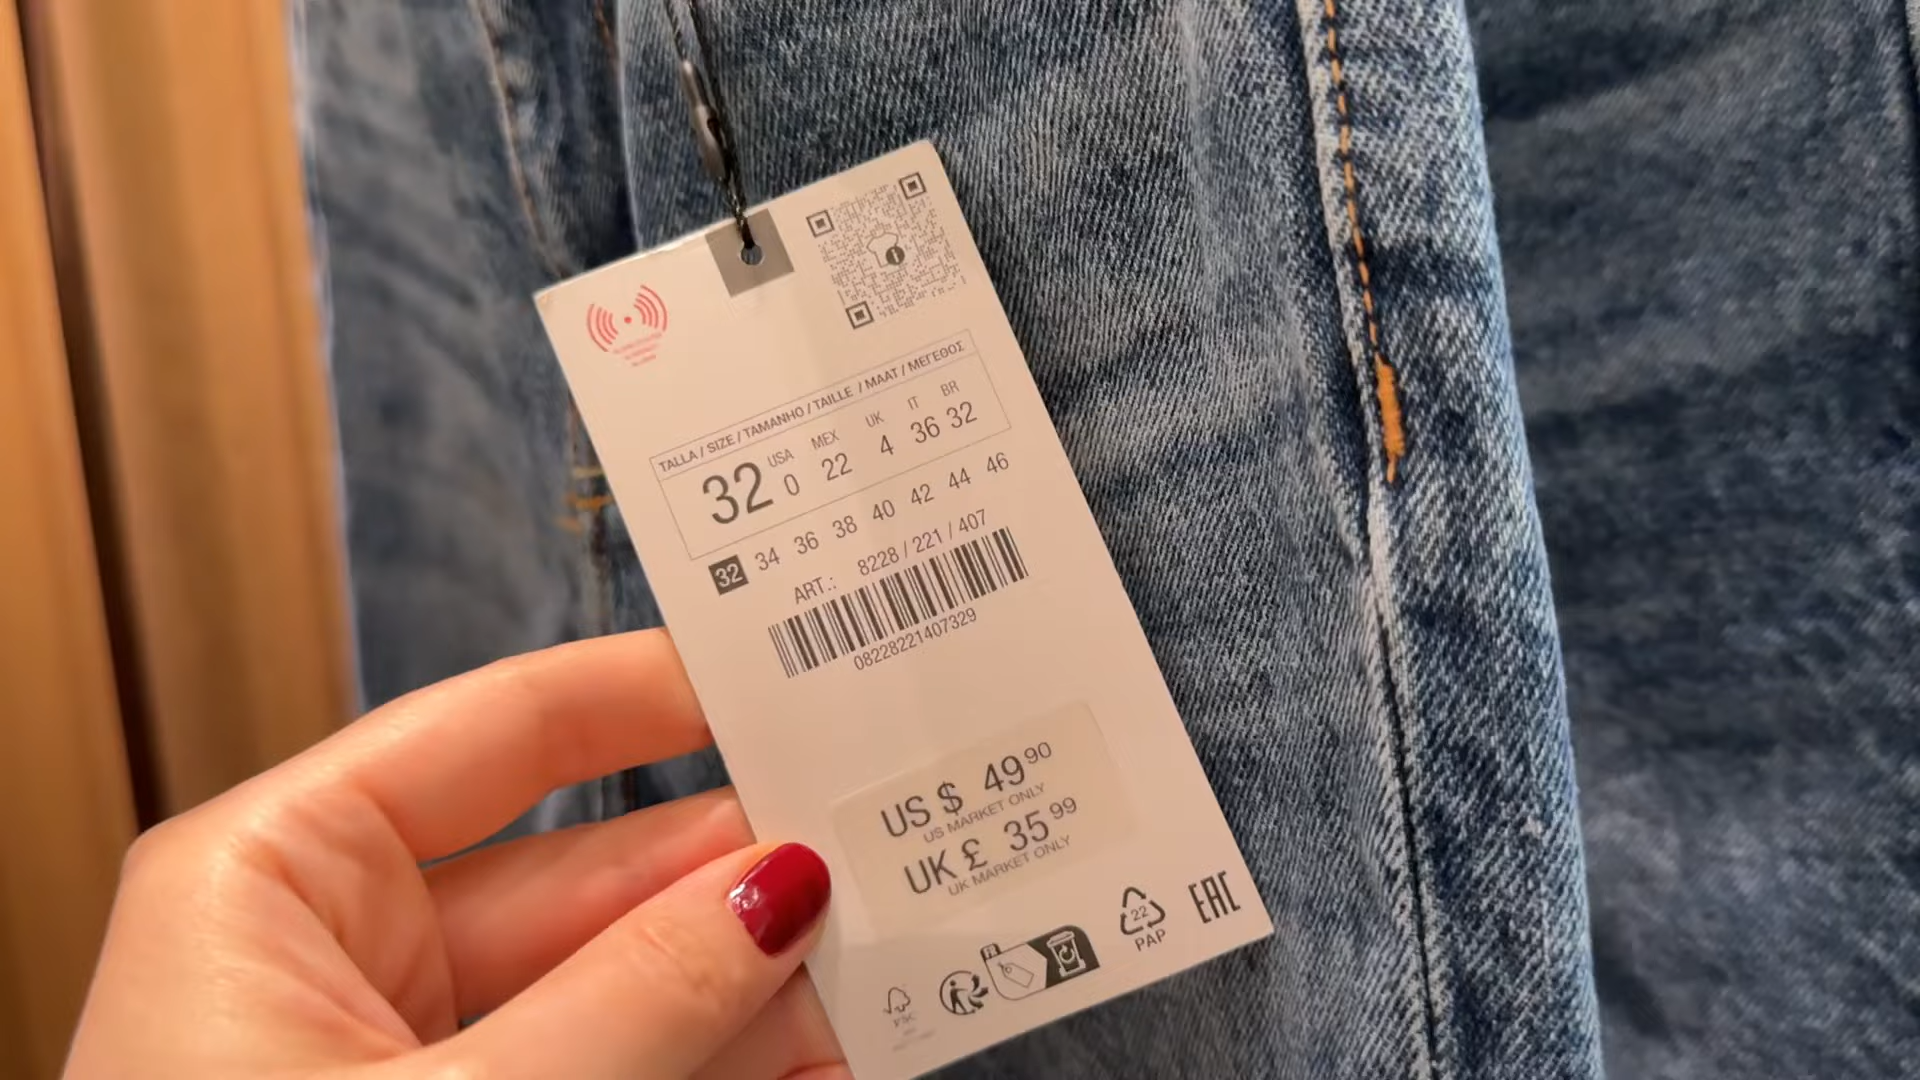 TALLA / SIZE / TAMANHO / TAILLE / MAAT / ΜΕΓΕΘΟΣ
32 USA 0 MEX 22 UK 4 IT 36 BR 32
32 34 36 38 40 42 44 46
ART.: 8228 / 221 / 407
08228221407329
US $ 49 90
US MARKET ONLY
UK £ 35 99
UK MARKET ONLY
22
PAP
EAC
FSC